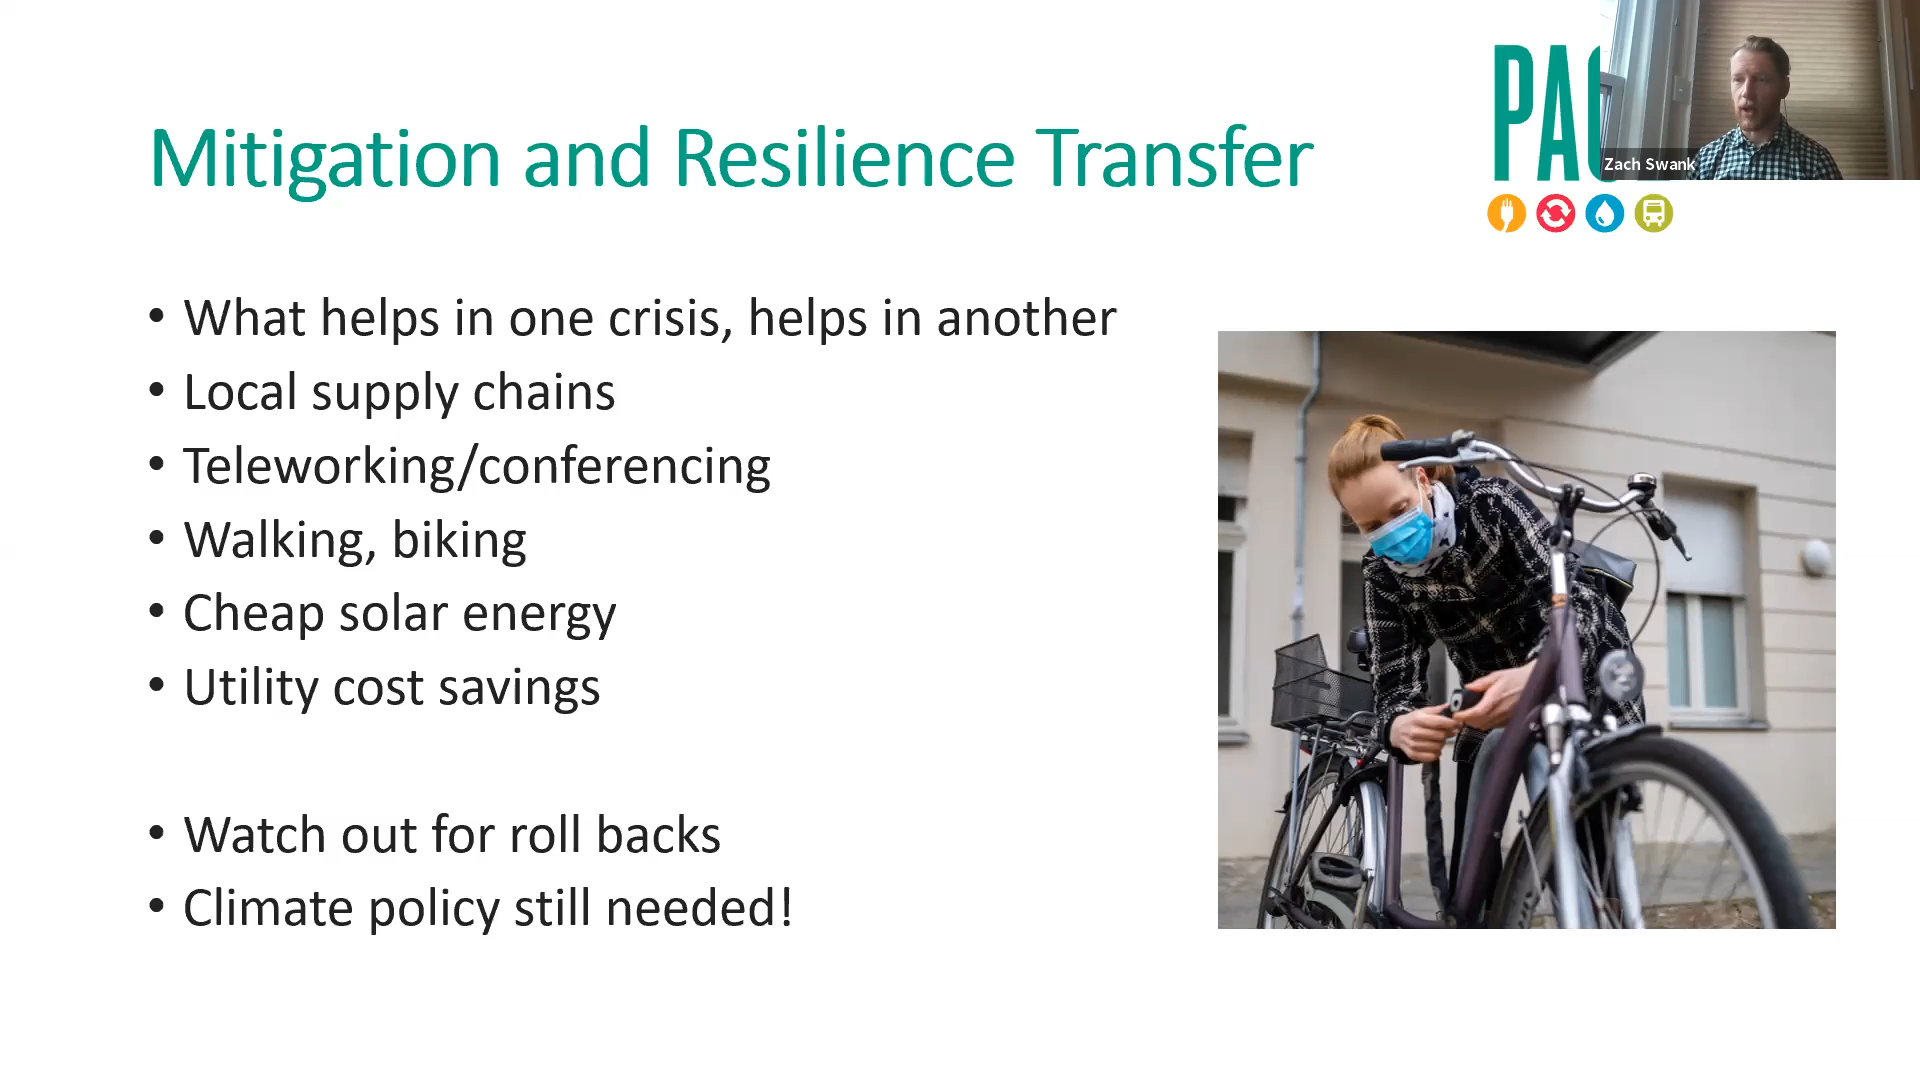 Mitigation and Resilience Transfer
Zach Swank
• What helps in one crisis, helps in another
• Local supply chains
• Teleworking/conferencing
• Walking, biking
• Cheap solar energy
• Utility cost savings
• Watch out for roll backs
• Climate policy still needed!